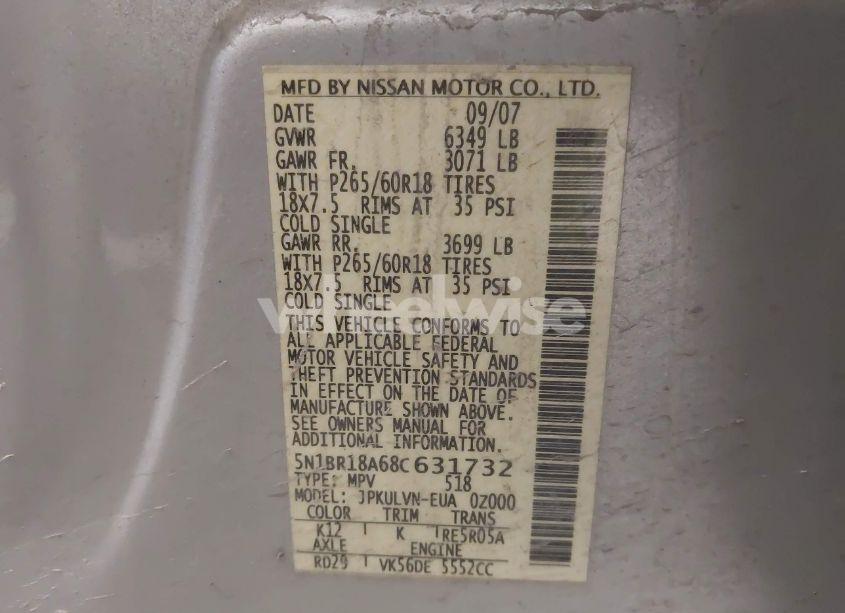 MFD BY NISSAN MOTOR CO., LTD.
DATE 09/07
GVWR 6349 LB
GAWR FR. 3071 LB
WITH P265/60R18 TIRES
18X7.5 RIMS AT 35 PSI
COLD SINGLE
GAWR RR. 3699 LB
WITH P265/60R18 TIRES
18X7.5 RIMS AT 35 PSI
COLD SINGLE
wheelwise
THIS VEHICLE CONFORMS TO
ALL APPLICABLE FEDERAL
MOTOR VEHICLE SAFETY AND
THEFT PREVENTION STANDARDS
IN EFFECT ON THE DATE OF
MANUFACTURE SHOWN ABOVE.
SEE OWNERS MANUAL FOR
ADDITIONAL INFORMATION.
5N1BR18A68C631732
TYPE: MPV 518
MODEL: JPKULVN-EUA 0Z000
COLOR TRIM TRANS
K12 K RE5R05A
AXLE ENGINE
RD29 VK56DE 5552CC